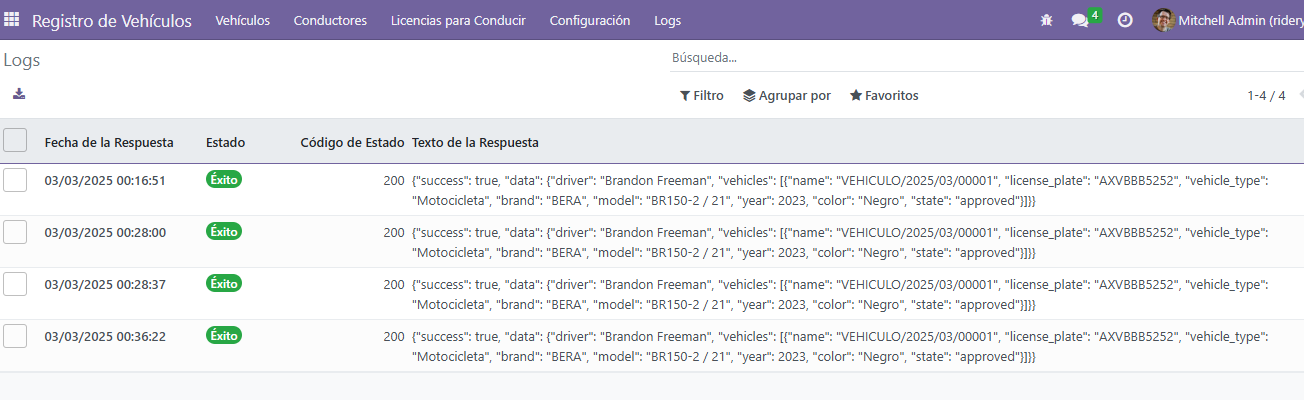 Registro de Vehículos Vehículos Conductores Licencias para Conducir Configuración Logs 4 Mitchell Admin (ridery
Logs Búsqueda...
Filtro Agrupar por Favoritos 1-4 / 4
Fecha de la Respuesta Estado Código de Estado Texto de la Respuesta
03/03/2025 00:16:51 Éxito 200 {"success": true, "data": {"driver": "Brandon Freeman", "vehicles": [{"name": "VEHICULO/2025/03/00001", "license_plate": "AXVBBB5252", "vehicle_type":
"Motocicleta", "brand": "BERA", "model": "BR150-2 / 21", "year": 2023, "color": "Negro", "state": "approved"}]}}
03/03/2025 00:28:00 Éxito 200 {"success": true, "data": {"driver": "Brandon Freeman", "vehicles": [{"name": "VEHICULO/2025/03/00001", "license_plate": "AXVBBB5252", "vehicle_type":
"Motocicleta", "brand": "BERA", "model": "BR150-2 / 21", "year": 2023, "color": "Negro", "state": "approved"}]}}
03/03/2025 00:28:37 Éxito 200 {"success": true, "data": {"driver": "Brandon Freeman", "vehicles": [{"name": "VEHICULO/2025/03/00001", "license_plate": "AXVBBB5252", "vehicle_type":
"Motocicleta", "brand": "BERA", "model": "BR150-2 / 21", "year": 2023, "color": "Negro", "state": "approved"}]}}
03/03/2025 00:36:22 Éxito 200 {"success": true, "data": {"driver": "Brandon Freeman", "vehicles": [{"name": "VEHICULO/2025/03/00001", "license_plate": "AXVBBB5252", "vehicle_type":
"Motocicleta", "brand": "BERA", "model": "BR150-2 / 21", "year": 2023, "color": "Negro", "state": "approved"}]}}